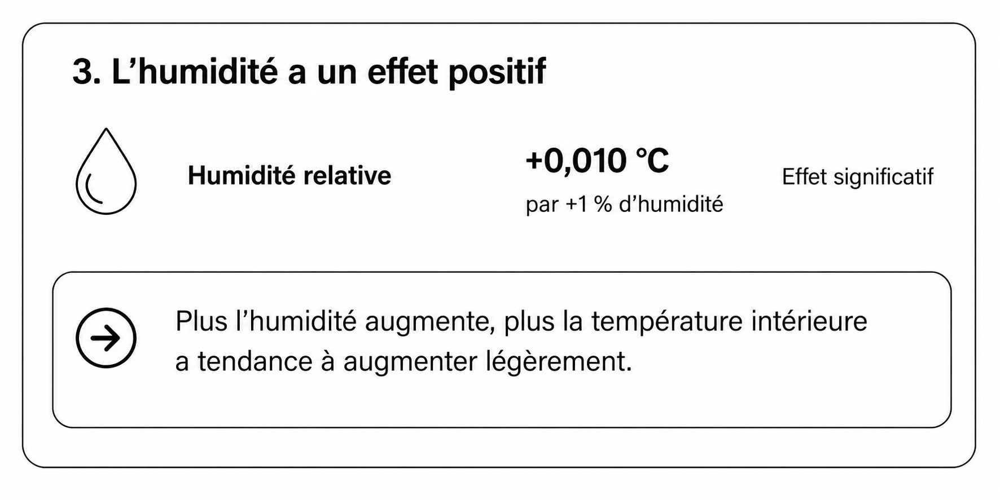 3. L’humidité a un effet positif
Humidité relative
+0,010 °C
par +1 % d’humidité
Effet significatif
Plus l’humidité augmente, plus la température intérieure
a tendance à augmenter légèrement.